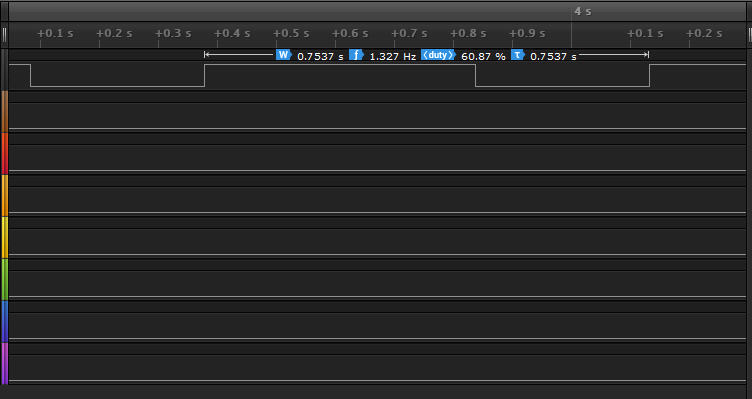 4 s
+0.1 s +0.2 s +0.3 s +0.4 s +0.5 s +0.6 s +0.7 s +0.8 s +0.9 s +0.1 s +0.2 s
W 0.7537 s f 1.327 Hz duty 60.87 % T 0.7537 s